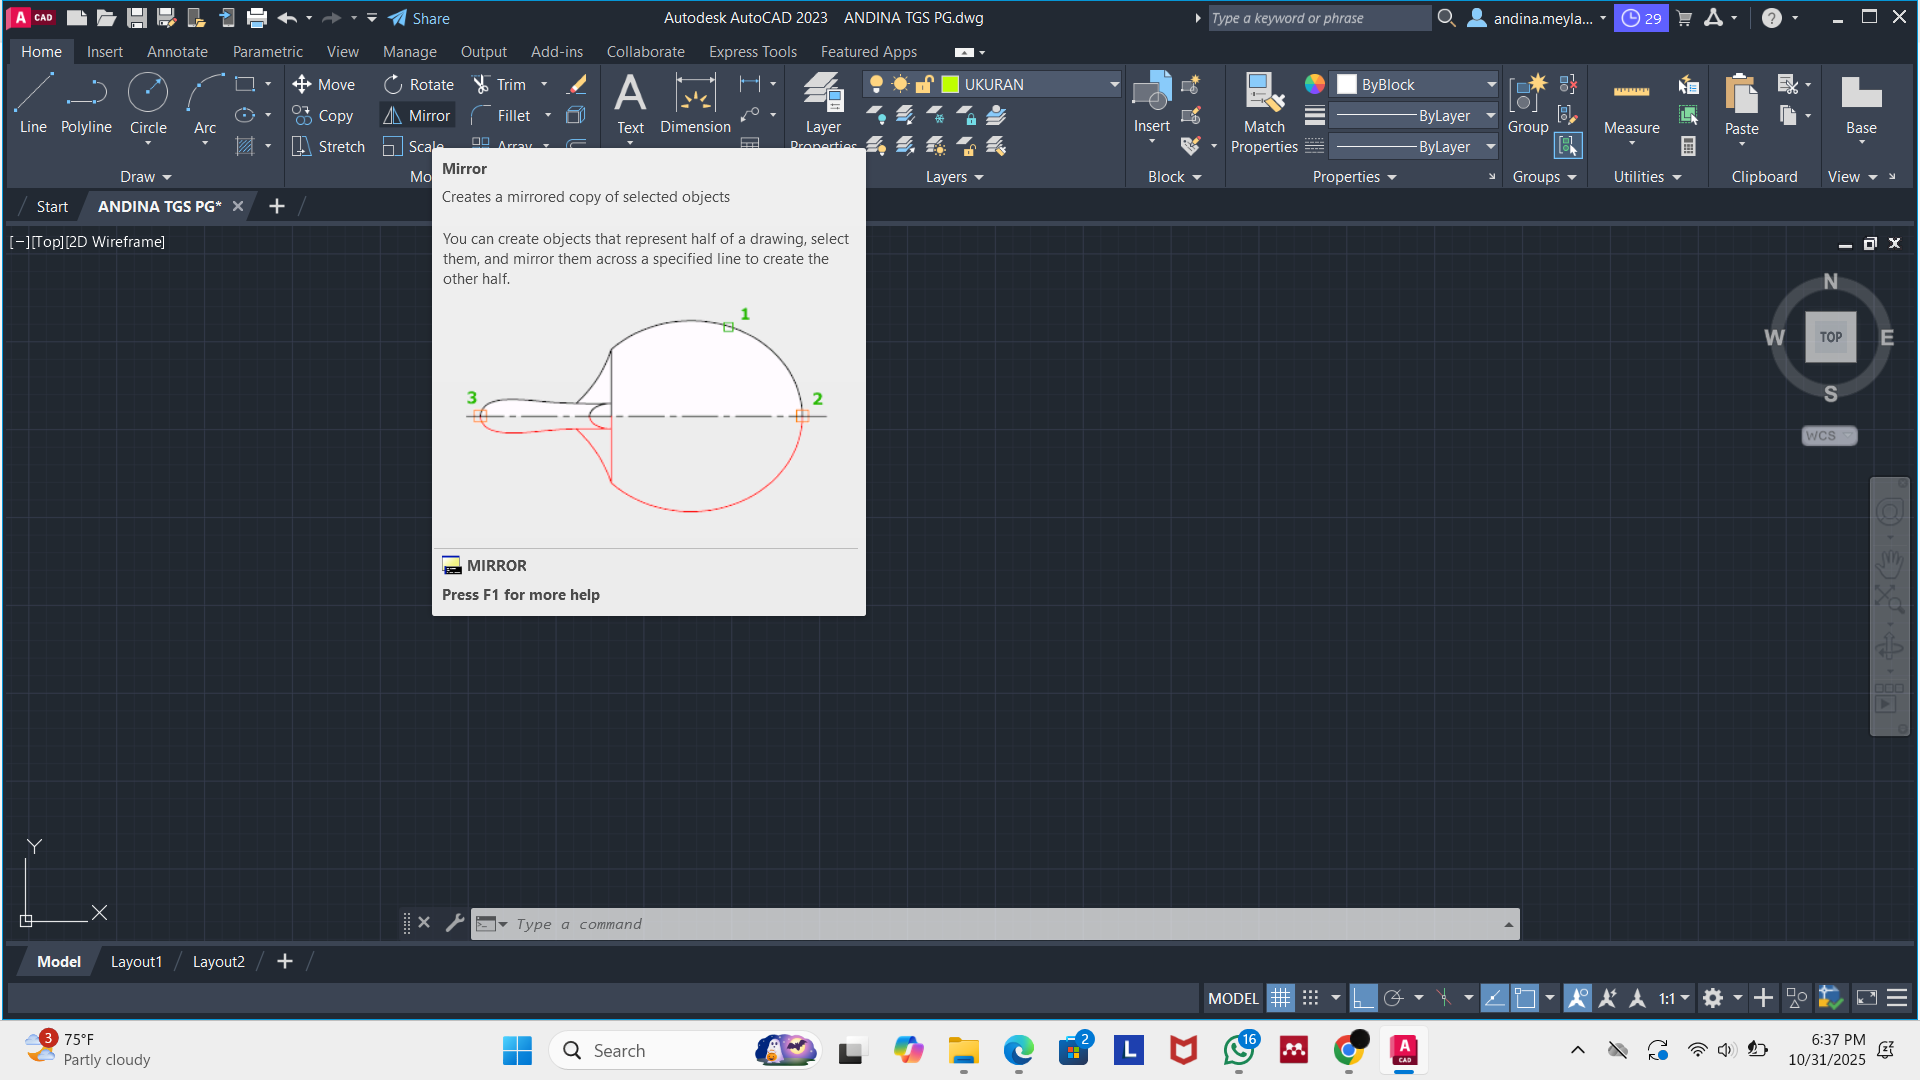 A CAD
Share
Autodesk AutoCAD 2023 ANDINA TGS PG.dwg
Type a keyword or phrase
andina.meyla...
29
Home Insert Annotate Parametric View Manage Output Add-ins Collaborate Express Tools Featured Apps
Line
Polyline
Circle
Arc
Draw
Move
Copy
Stretch
Rotate
Mirror
Scale
Trim
Fillet
Array
Mo
Text
Dimension
Layer
Properties
UKURAN
Layers
Insert
Block
Match
Properties
ByBlock
ByLayer
ByLayer
Properties
Group
Groups
Measure
Utilities
Paste
Clipboard
Base
View
Start
ANDINA TGS PG*
[−][Top][2D Wireframe]
Mirror
Creates a mirrored copy of selected objects
You can create objects that represent half of a drawing, select
them, and mirror them across a specified line to create the
other half.
1
3
2
MIRROR
Press F1 for more help
N
W
TOP
E
S
WCS
Y
X
Type a command
Model
Layout1
Layout2
MODEL
1:1
3
75°F
Partly cloudy
Search
2
L
16
A
CAD
6:37 PM
10/31/2025